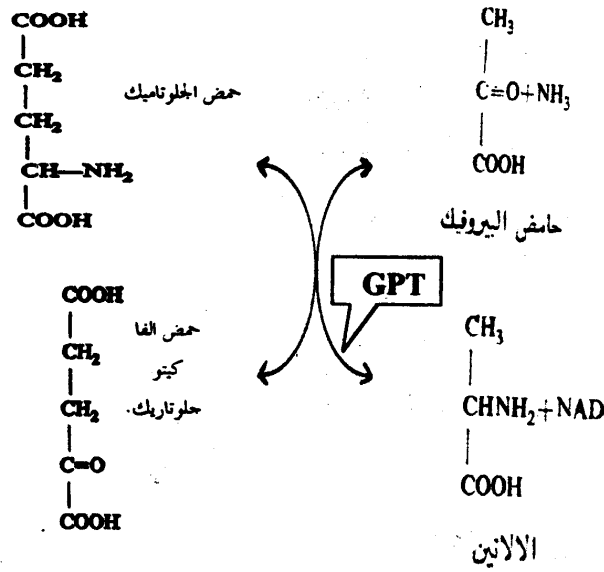 COOH
CH₂
CH₂
CH—NH₂
COOH
حمض الجلوتاميك
CH₃
C=O+NH₃
COOH
حامض البيروفيك
GPT
COOH
CH₂
CH₂
C=O
COOH
حمض الفا
كيتو
جلوتاريك.
CH₃
CHNH₂+NAD
COOH
الالانين